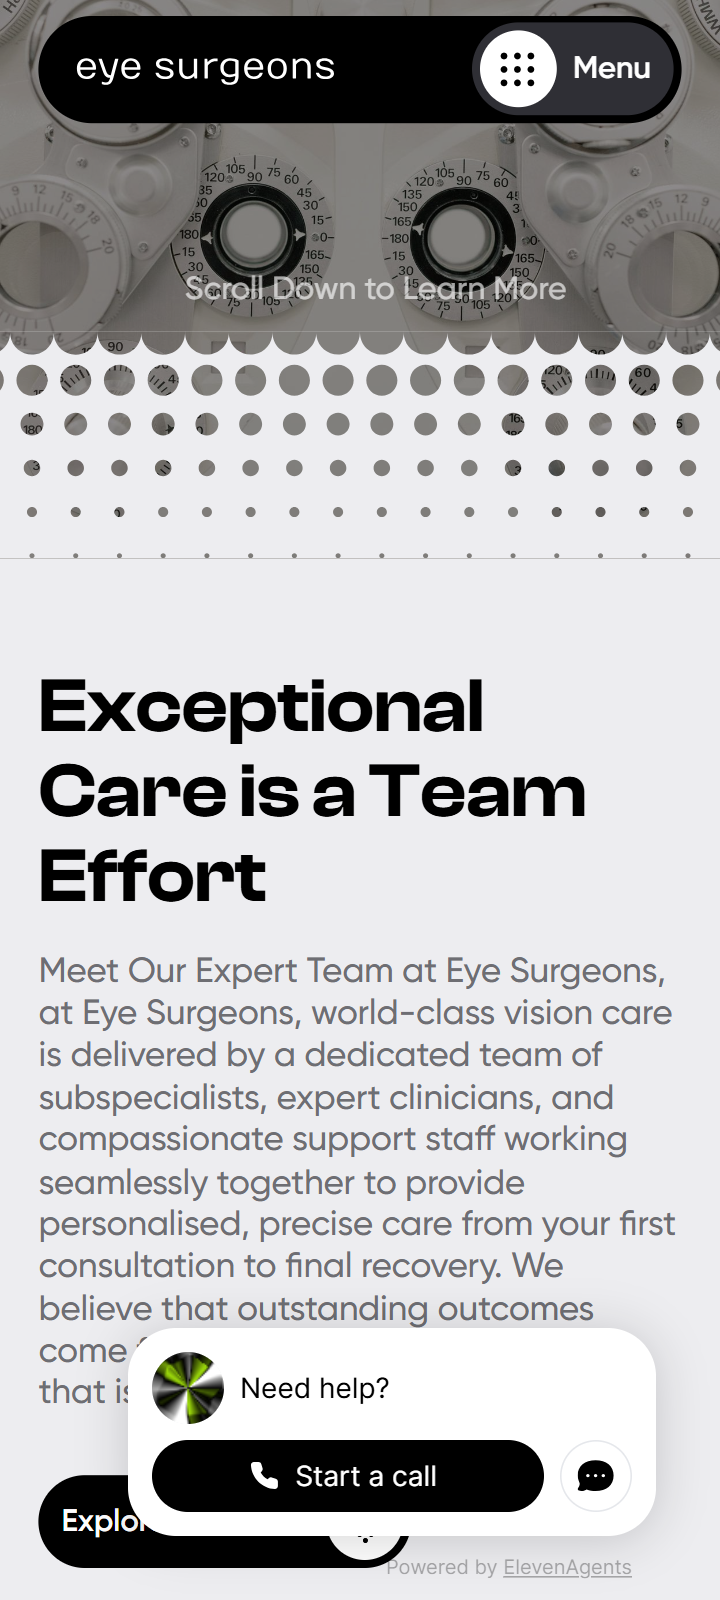 eye surgeons
Menu
Scroll Down to Learn More
Exceptional
Care is a Team
Effort
Meet Our Expert Team at Eye Surgeons,
at Eye Surgeons, world-class vision care
is delivered by a dedicated team of
subspecialists, expert clinicians, and
compassionate support staff working
seamlessly together to provide
personalised, precise care from your first
consultation to final recovery. We
believe that outstanding outcomes
come
that is
Need help?
Start a call
Powered by ElevenAgents